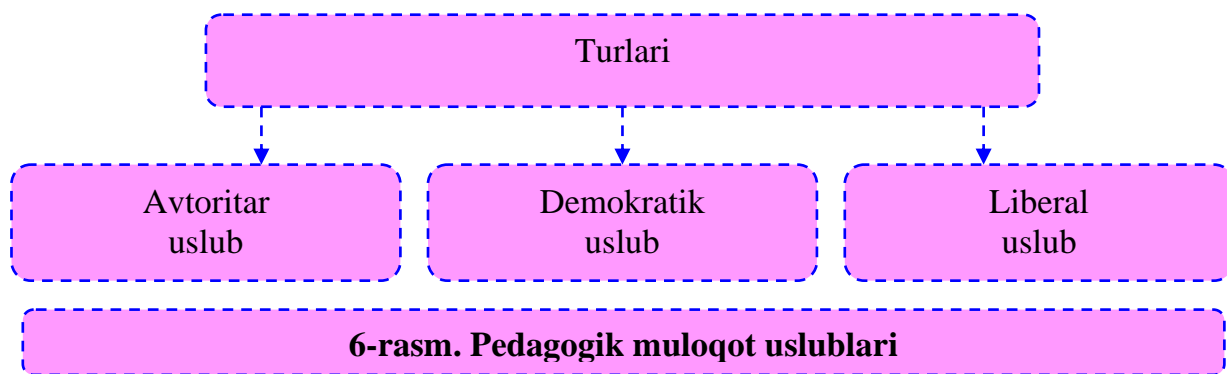 Turlari
Avtoritar
uslub
Demokratik
uslub
Liberal
uslub
6-rasm. Pedagogik muloqot uslublari